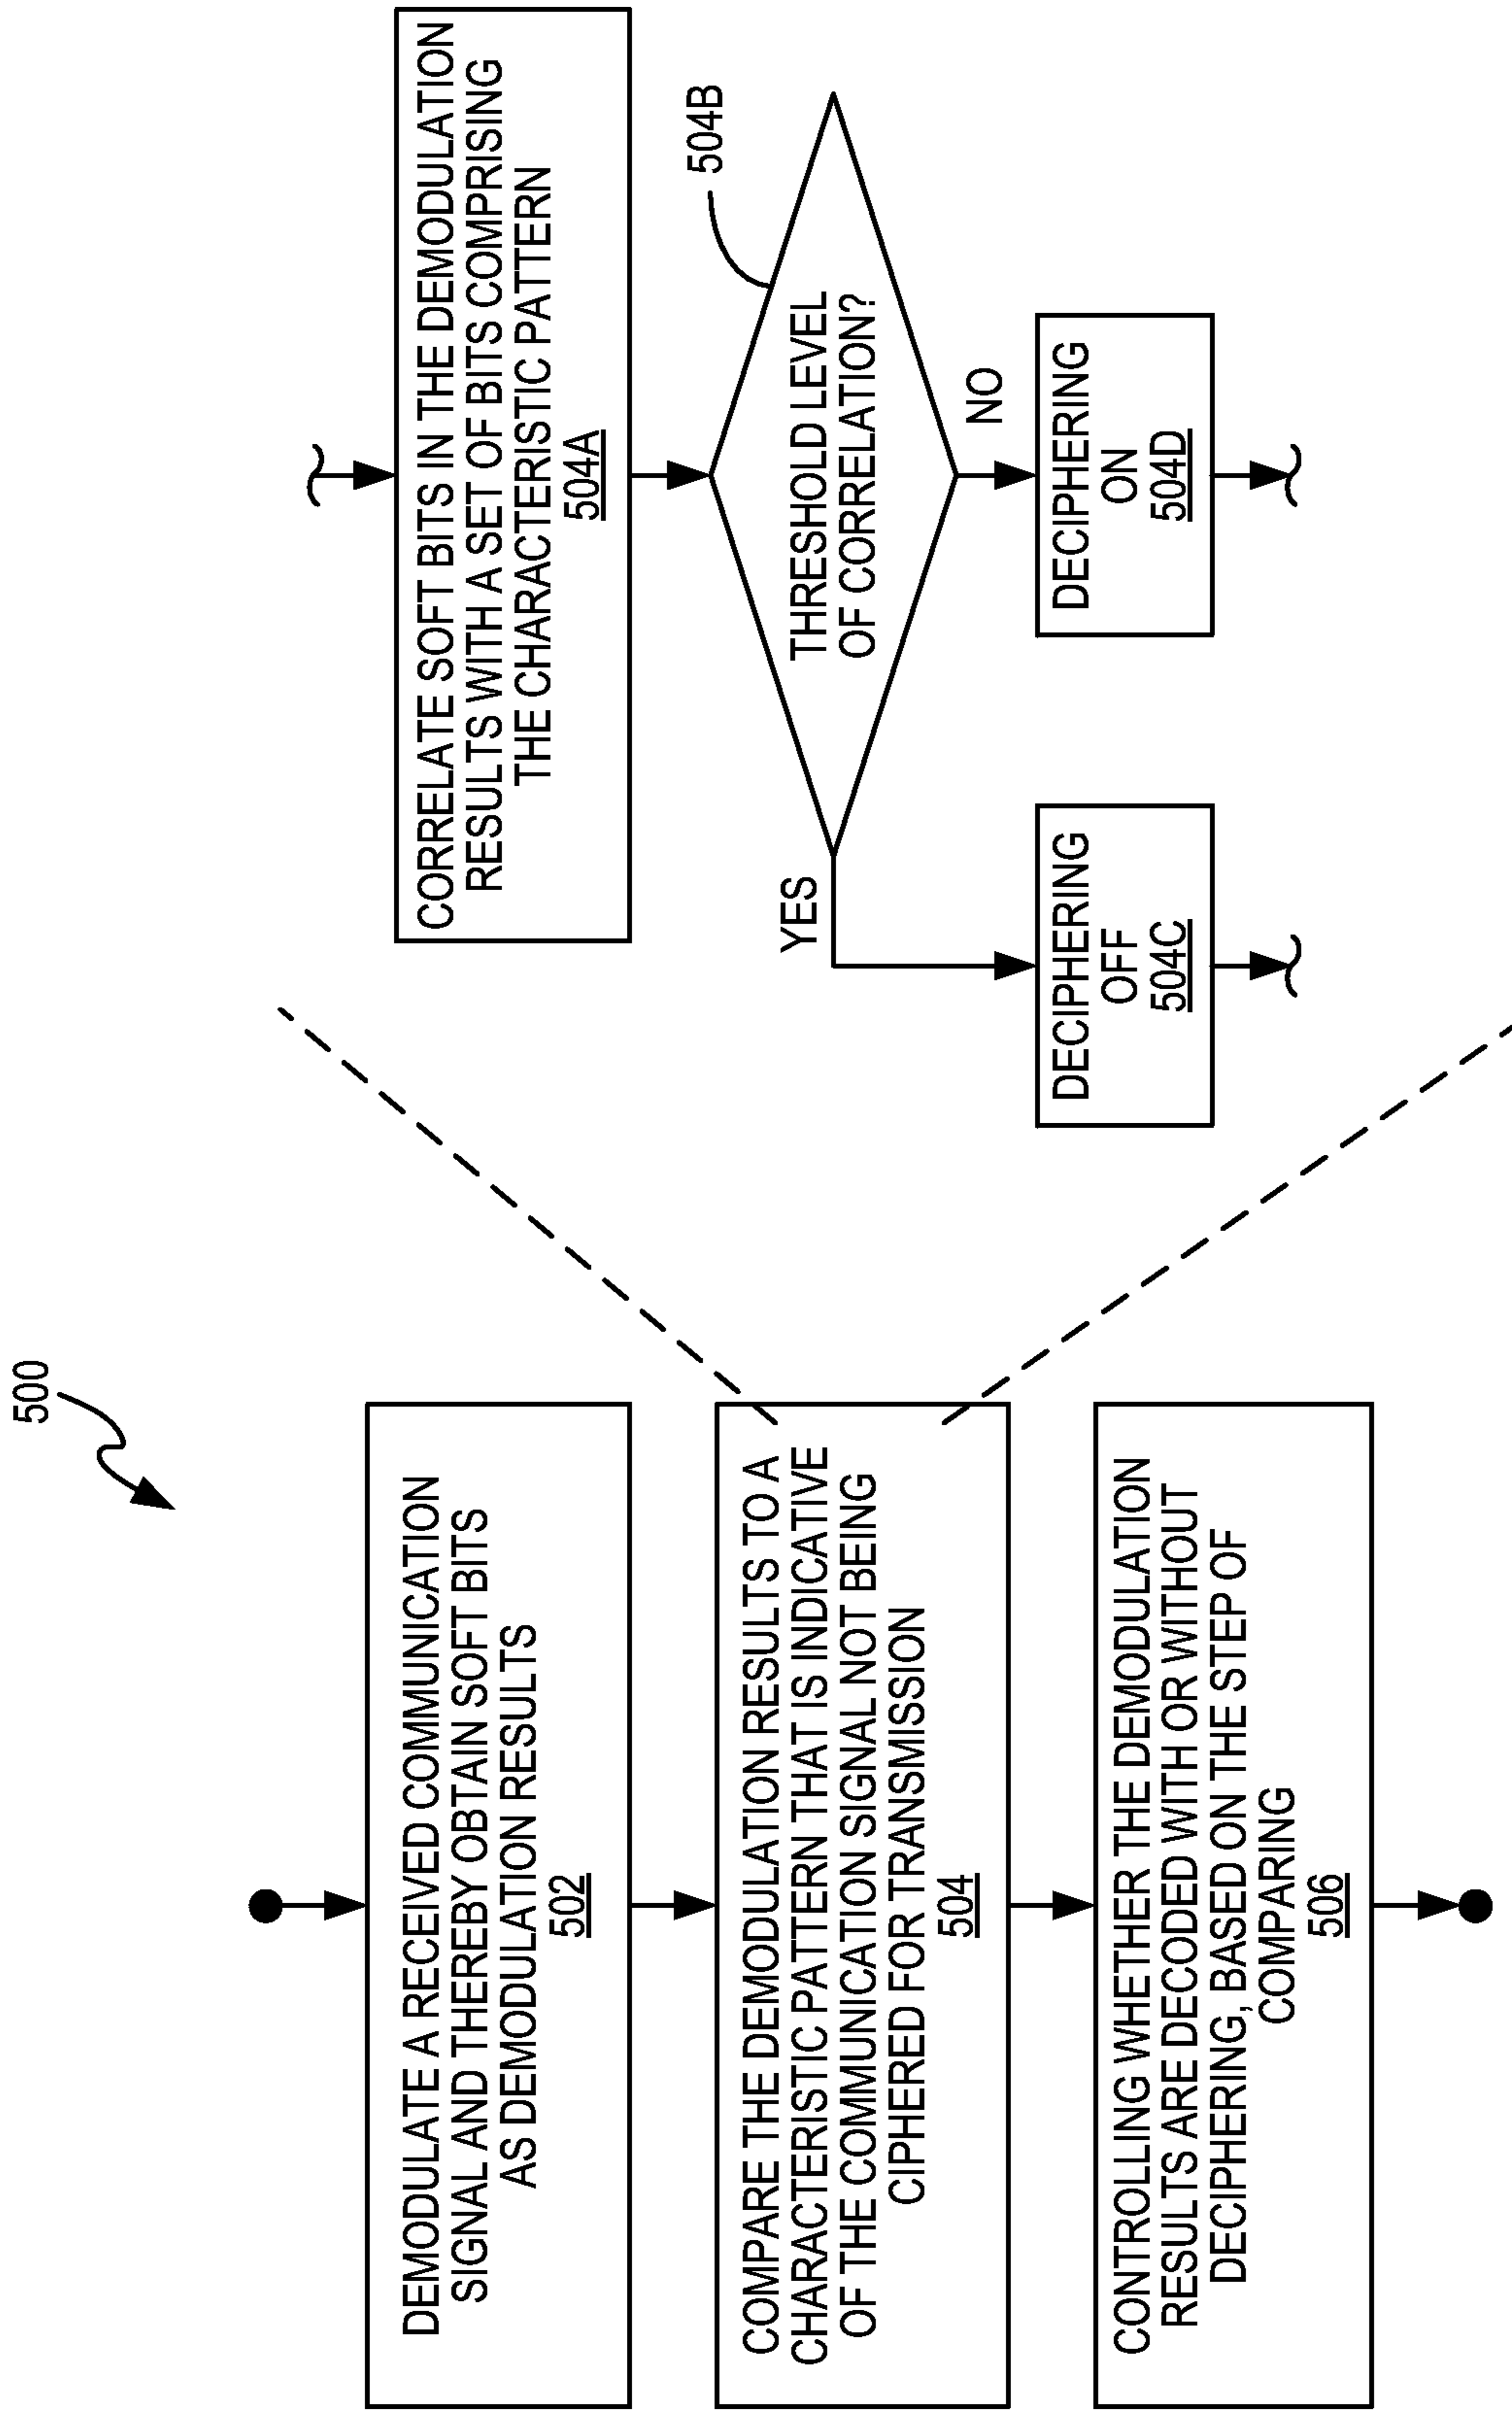 500
DEMODULATE A RECEIVED COMMUNICATION
SIGNAL AND THEREBY OBTAIN SOFT BITS
AS DEMODULATION RESULTS
502
COMPARE THE DEMODULATION RESULTS TO A
CHARACTERISTIC PATTERN THAT IS INDICATIVE
OF THE COMMUNICATION SIGNAL NOT BEING
CIPHERED FOR TRANSMISSION
504
CONTROLLING WHETHER THE DEMODULATION
RESULTS ARE DECODED WITH OR WITHOUT
DECIPHERING, BASED ON THE STEP OF
COMPARING
506
CORRELATE SOFT BITS IN THE DEMODULATION
RESULTS WITH A SET OF BITS COMPRISING
THE CHARACTERISTIC PATTERN
504A
504B
THRESHOLD LEVEL
OF CORRELATION?
YES
NO
DECIPHERING
OFF
504C
DECIPHERING
ON
504D